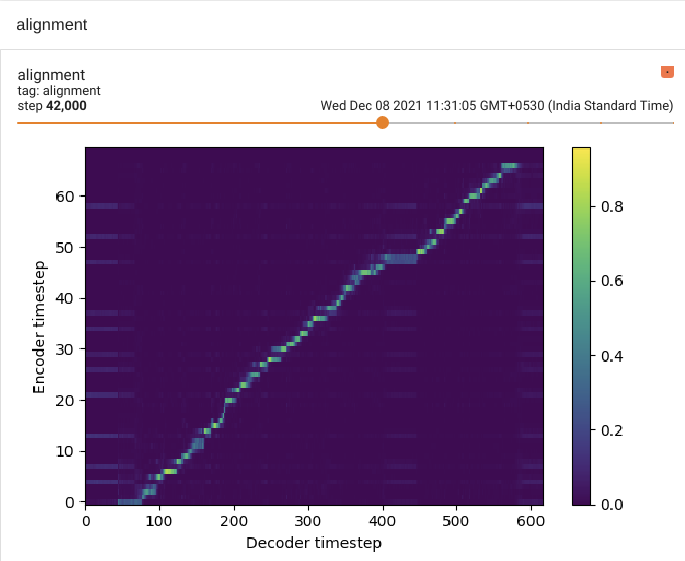 alignment
alignment
tag: alignment
step 42,000
Wed Dec 08 2021 11:31:05 GMT+0530 (India Standard Time)
60
50
40
30
20
10
0
Encoder timestep
0 100 200 300 400 500 600
Decoder timestep
0.8
0.6
0.4
0.2
0.0